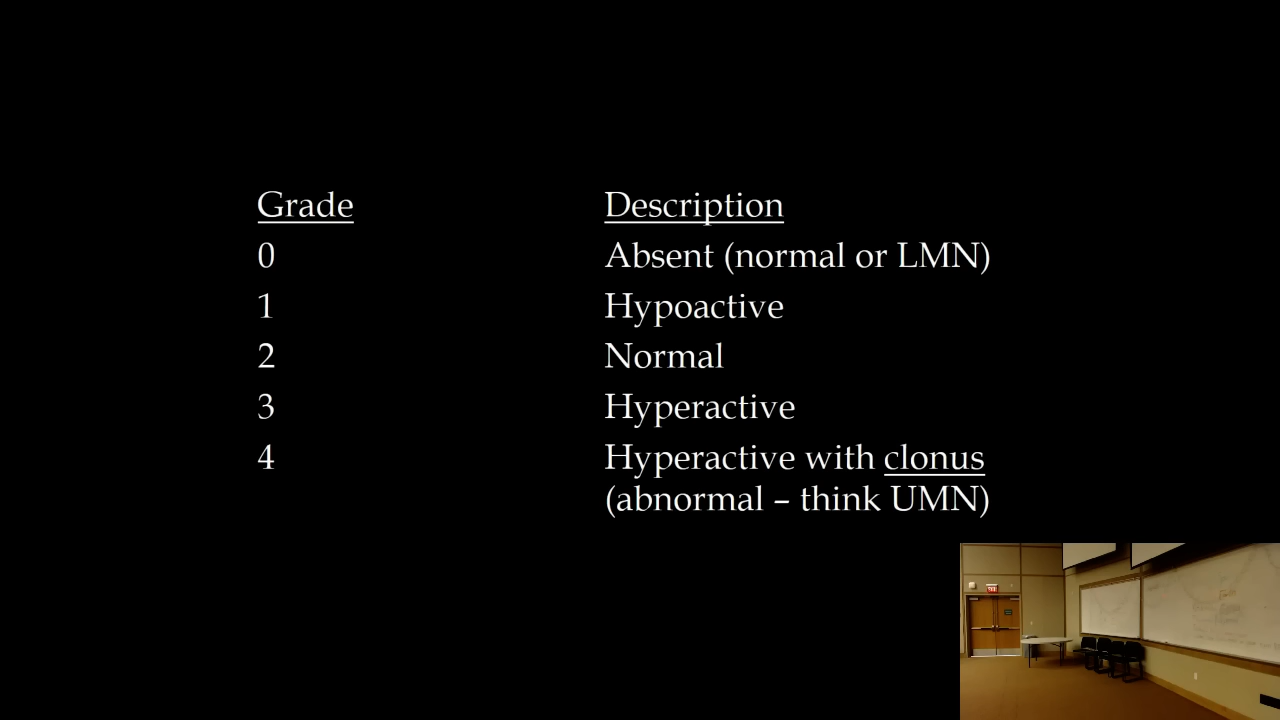 Grade Description
0 Absent (normal or LMN)
1 Hypoactive
2 Normal
3 Hyperactive
4 Hyperactive with clonus
(abnormal – think UMN)
EXIT